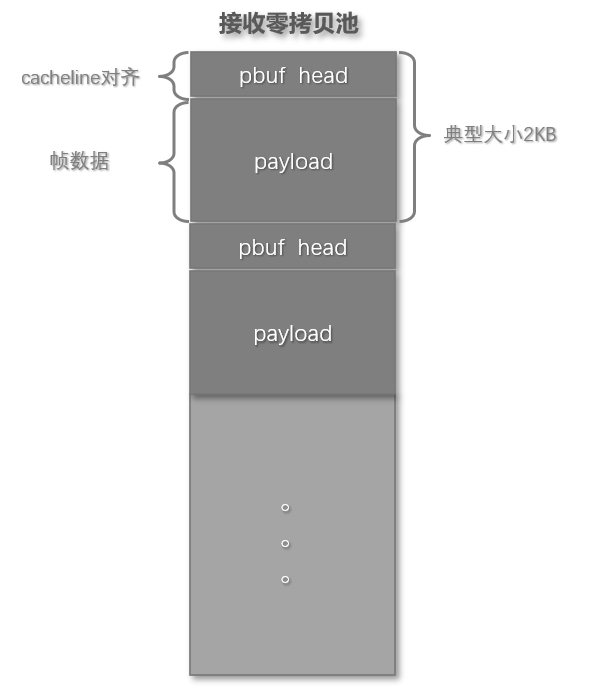 接收零拷贝池
cacheline对齐
pbuf head
典型大小2KB
帧数据
payload
pbuf head
payload
。
。
。